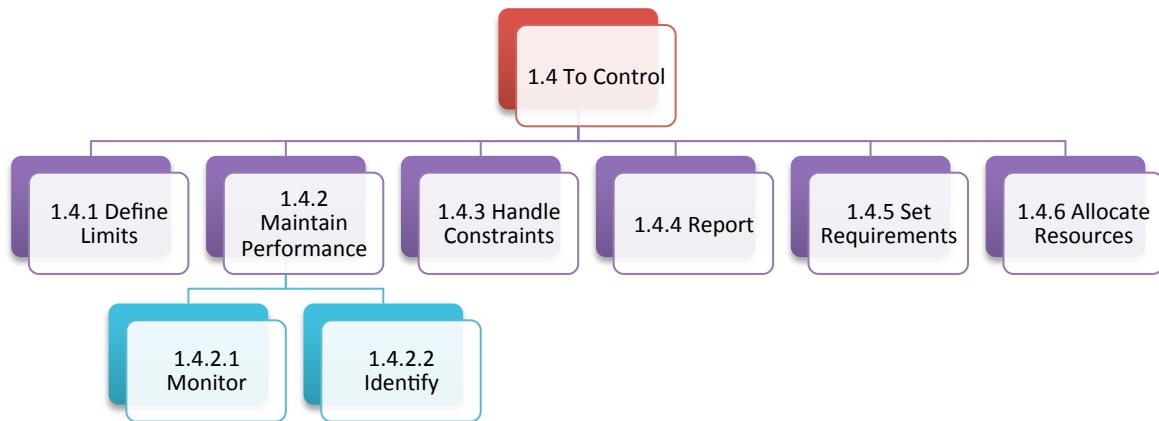 1.4 To Control
1.4.1 Define
Limits
1.4.2
Maintain
Performance
1.4.3 Handle
Constraints
1.4.4 Report
1.4.5 Set
Requirements
1.4.6 Allocate
Resources
1.4.2.1
Monitor
1.4.2.2
Identify